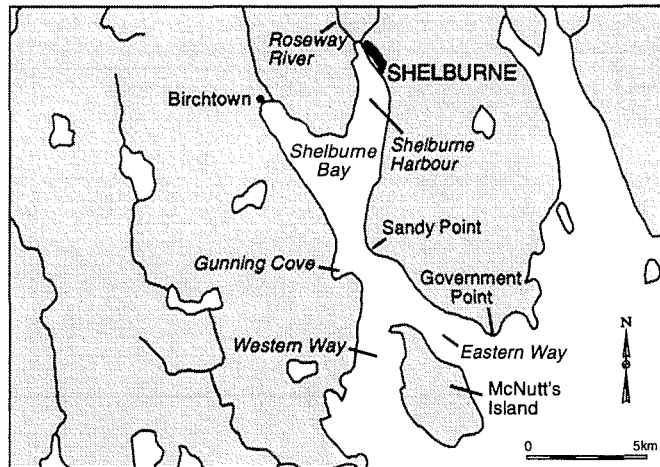 Roseway
River
SHELBURNE
Birchtown
Shelburne
Harbour
Shelburne
Bay
Sandy Point
Gunning Cove
Government
Point
N
Western Way
Eastern Way
McNutt's
Island
0 5km